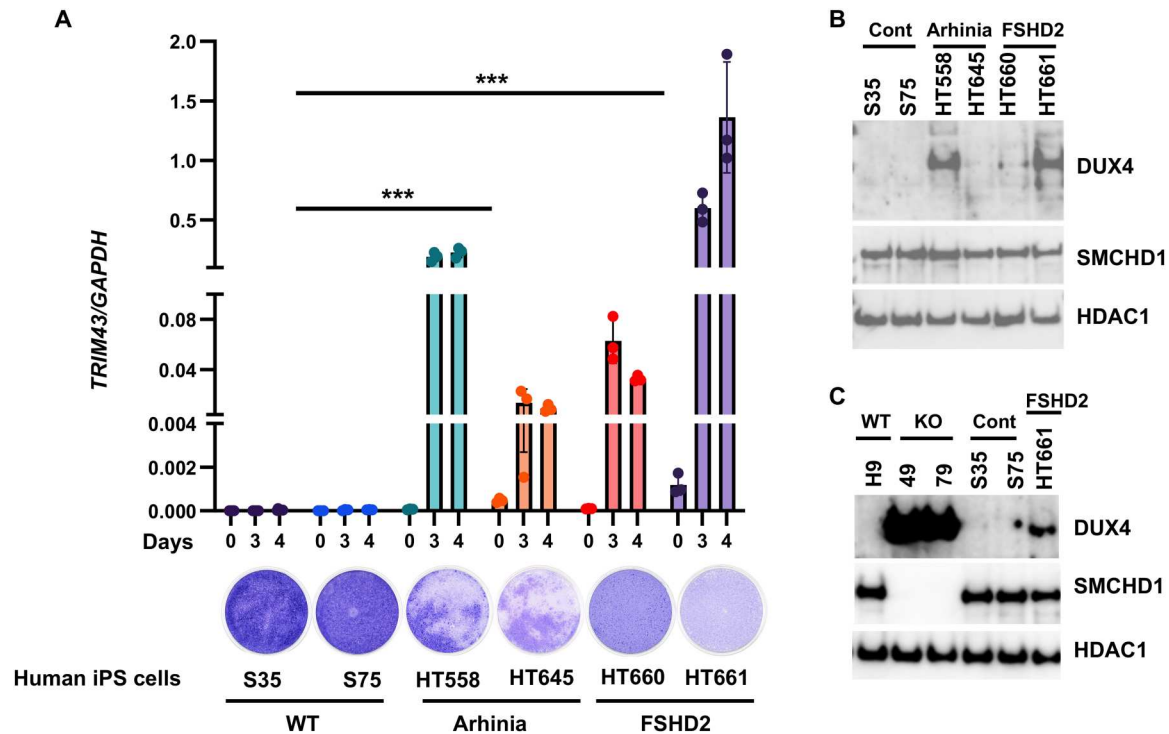 A
2.0
1.5
1.0
0.5
0.08
0.04
0.004
0.002
0.000
TRIM43/GAPDH
***
***
Days 0 3 4 0 3 4 0 3 4 0 3 4 0 3 4 0 3 4
Human iPS cells S35 S75 HT558 HT645 HT660 HT661
WT Arhinia FSHD2
B
Cont Arhinia FSHD2
S35 S75 HT558 HT645 HT660 HT661
DUX4
SMCHD1
HDAC1
C
WT KO Cont FSHD2
H9 49 79 S35 S75 HT661
DUX4
SMCHD1
HDAC1